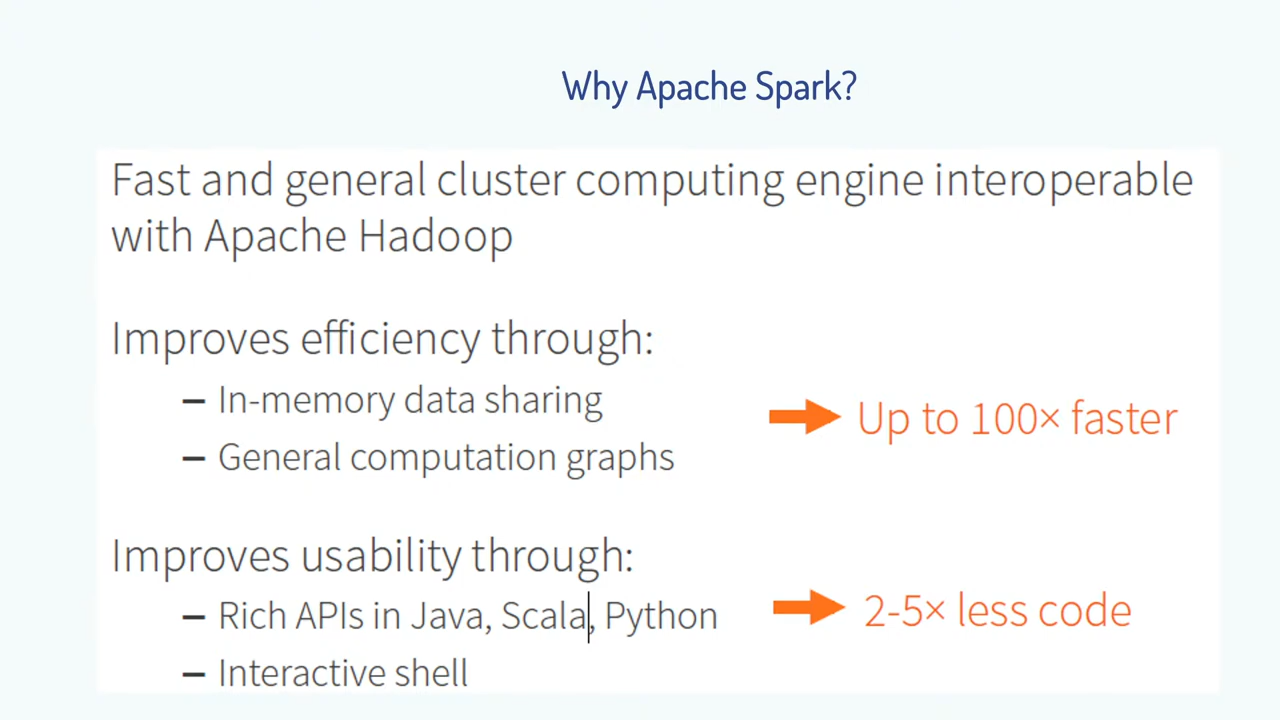 Why Apache Spark?
Fast and general cluster computing engine interoperable
with Apache Hadoop
Improves efficiency through:
– In-memory data sharing
– General computation graphs
Up to 100× faster
Improves usability through:
– Rich APIs in Java, Scala, Python
– Interactive shell
2-5× less code